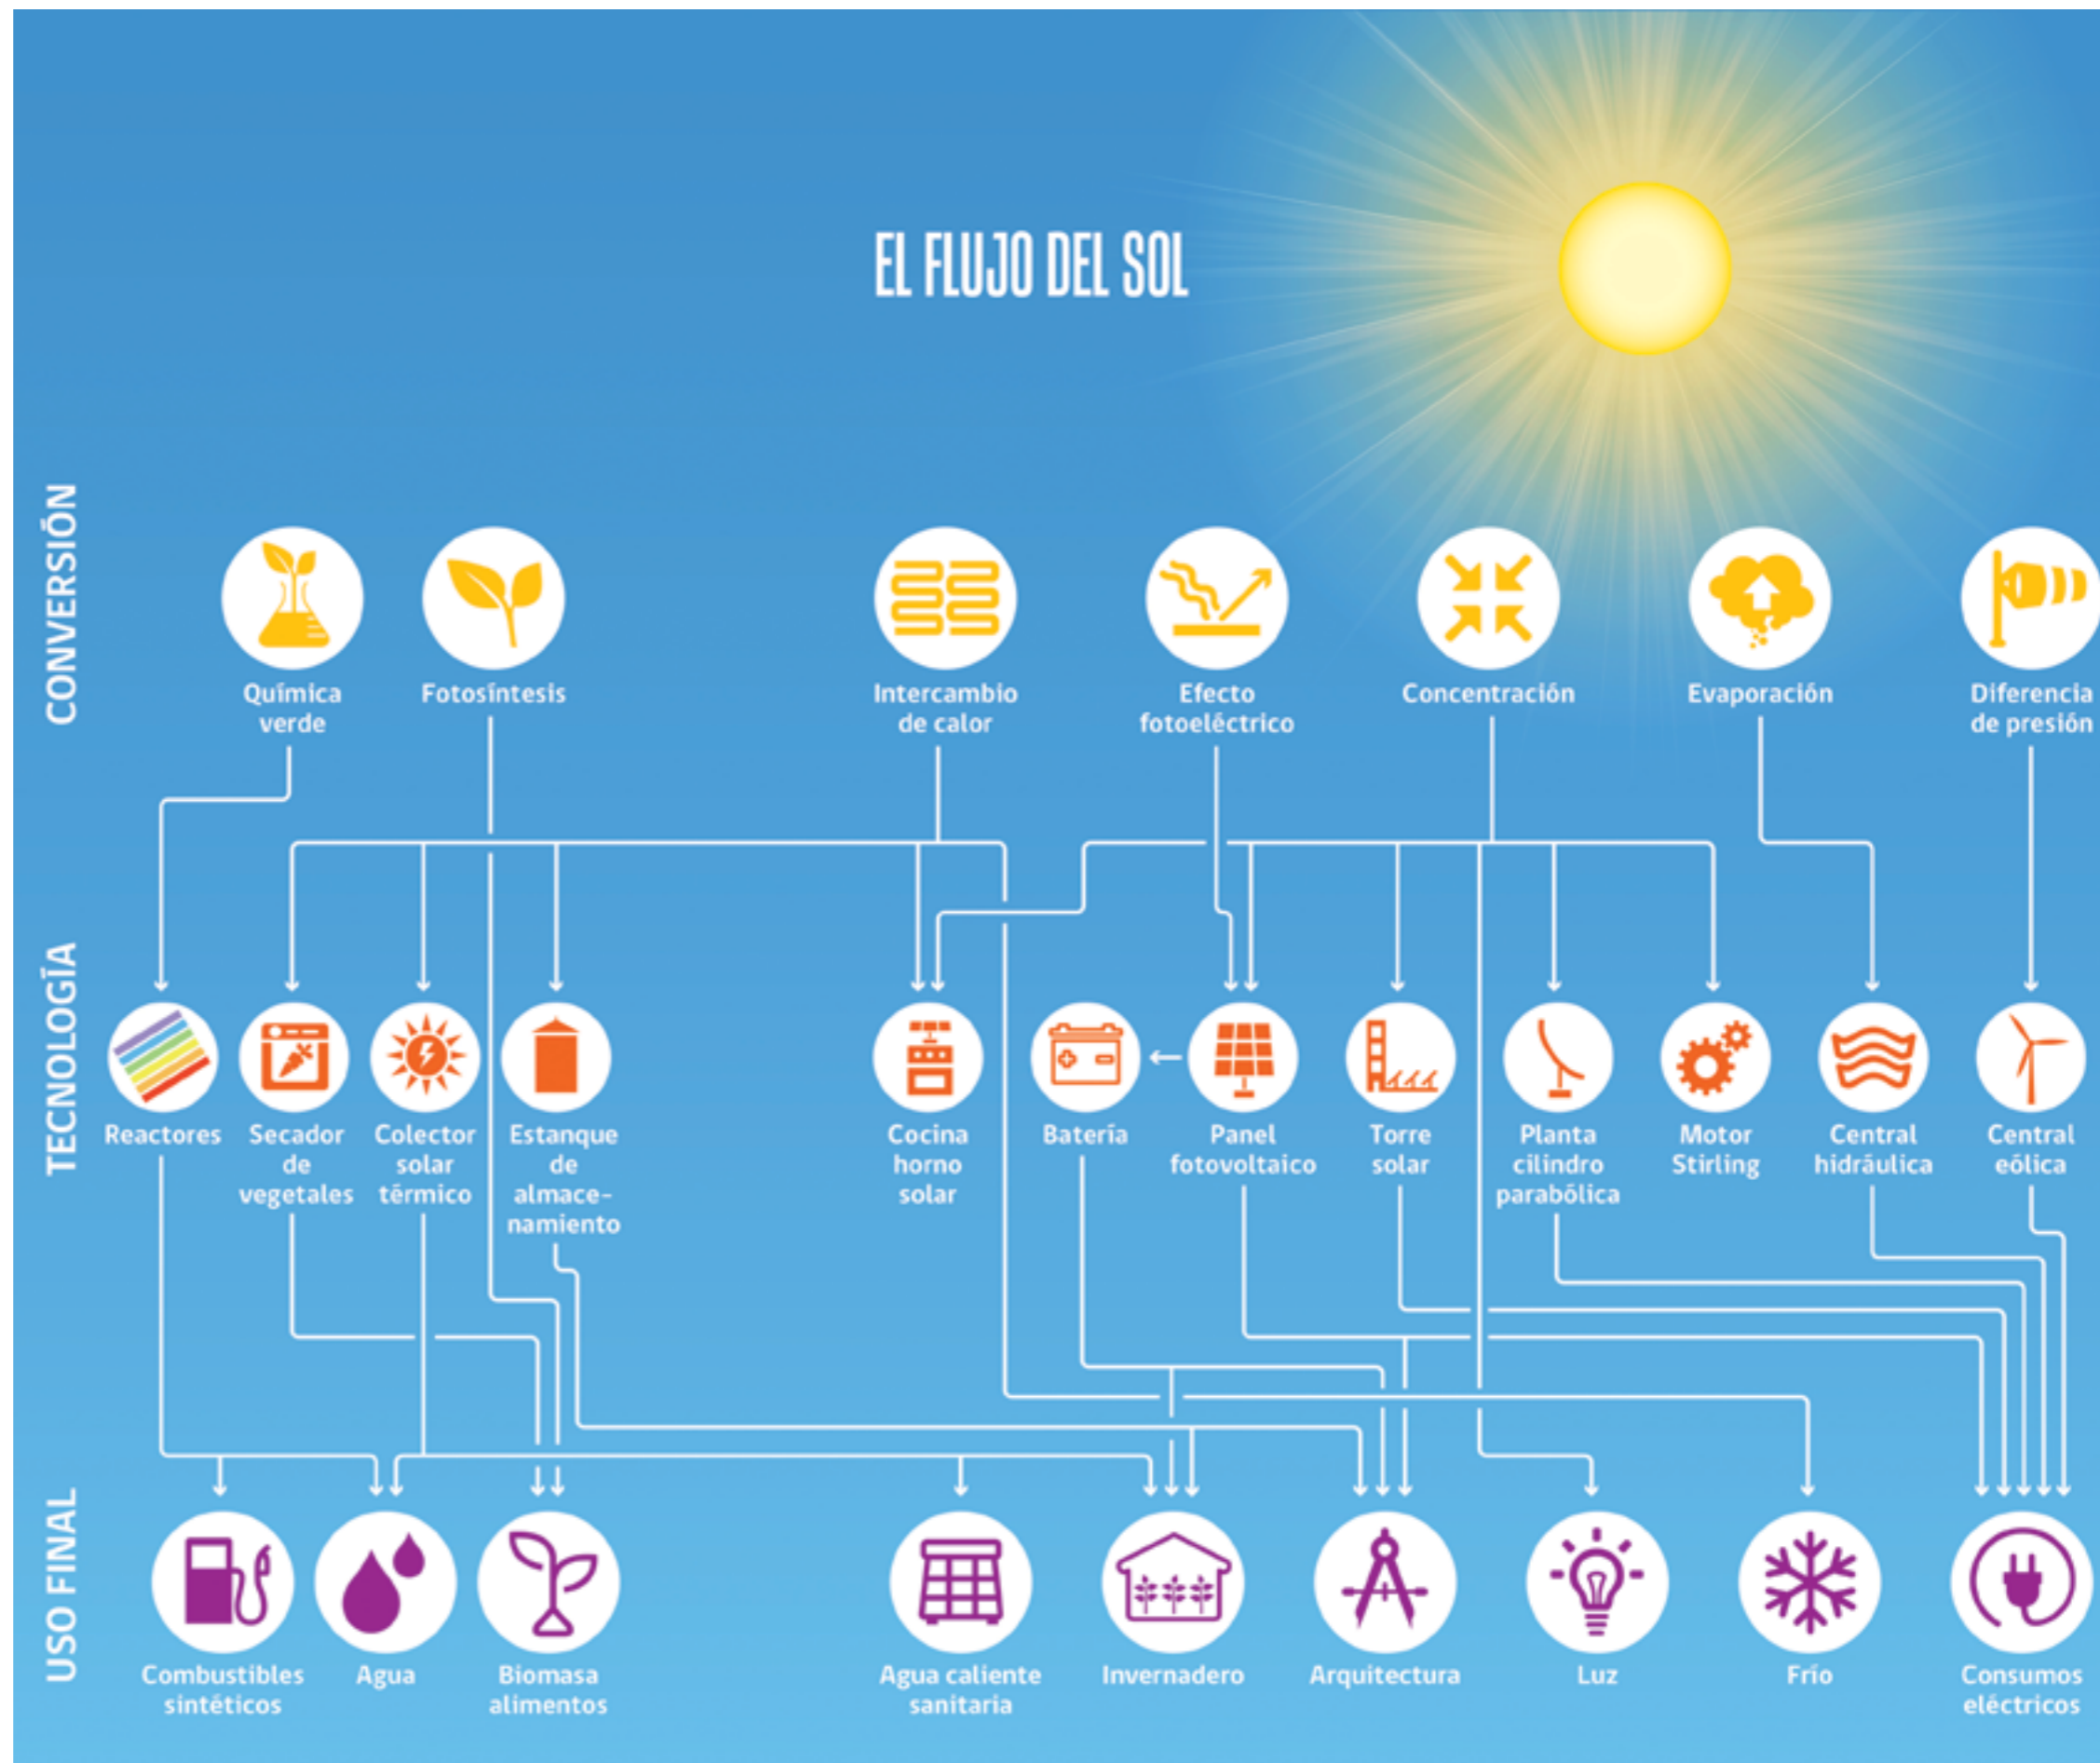 EL FLUJO DEL SOL
CONVERSIÓN
Química
verde
Fotosíntesis
Intercambio
de calor
Efecto
fotoeléctrico
Concentración
Evaporación
Diferencia
de presión
TECNOLOGÍA
Reactores
Secador
de
vegetales
Colector
solar
térmico
Estanque
de
almace-
namiento
Cocina
horno
solar
Batería
Panel
fotovoltaico
Torre
solar
Planta
cilindro
parabólica
Motor
Stirling
Central
hidráulica
Central
eólica
USO FINAL
Combustibles
sintéticos
Agua
Biomasa
alimentos
Agua caliente
sanitaria
Invernadero
Arquitectura
Luz
Frío
Consumos
eléctricos